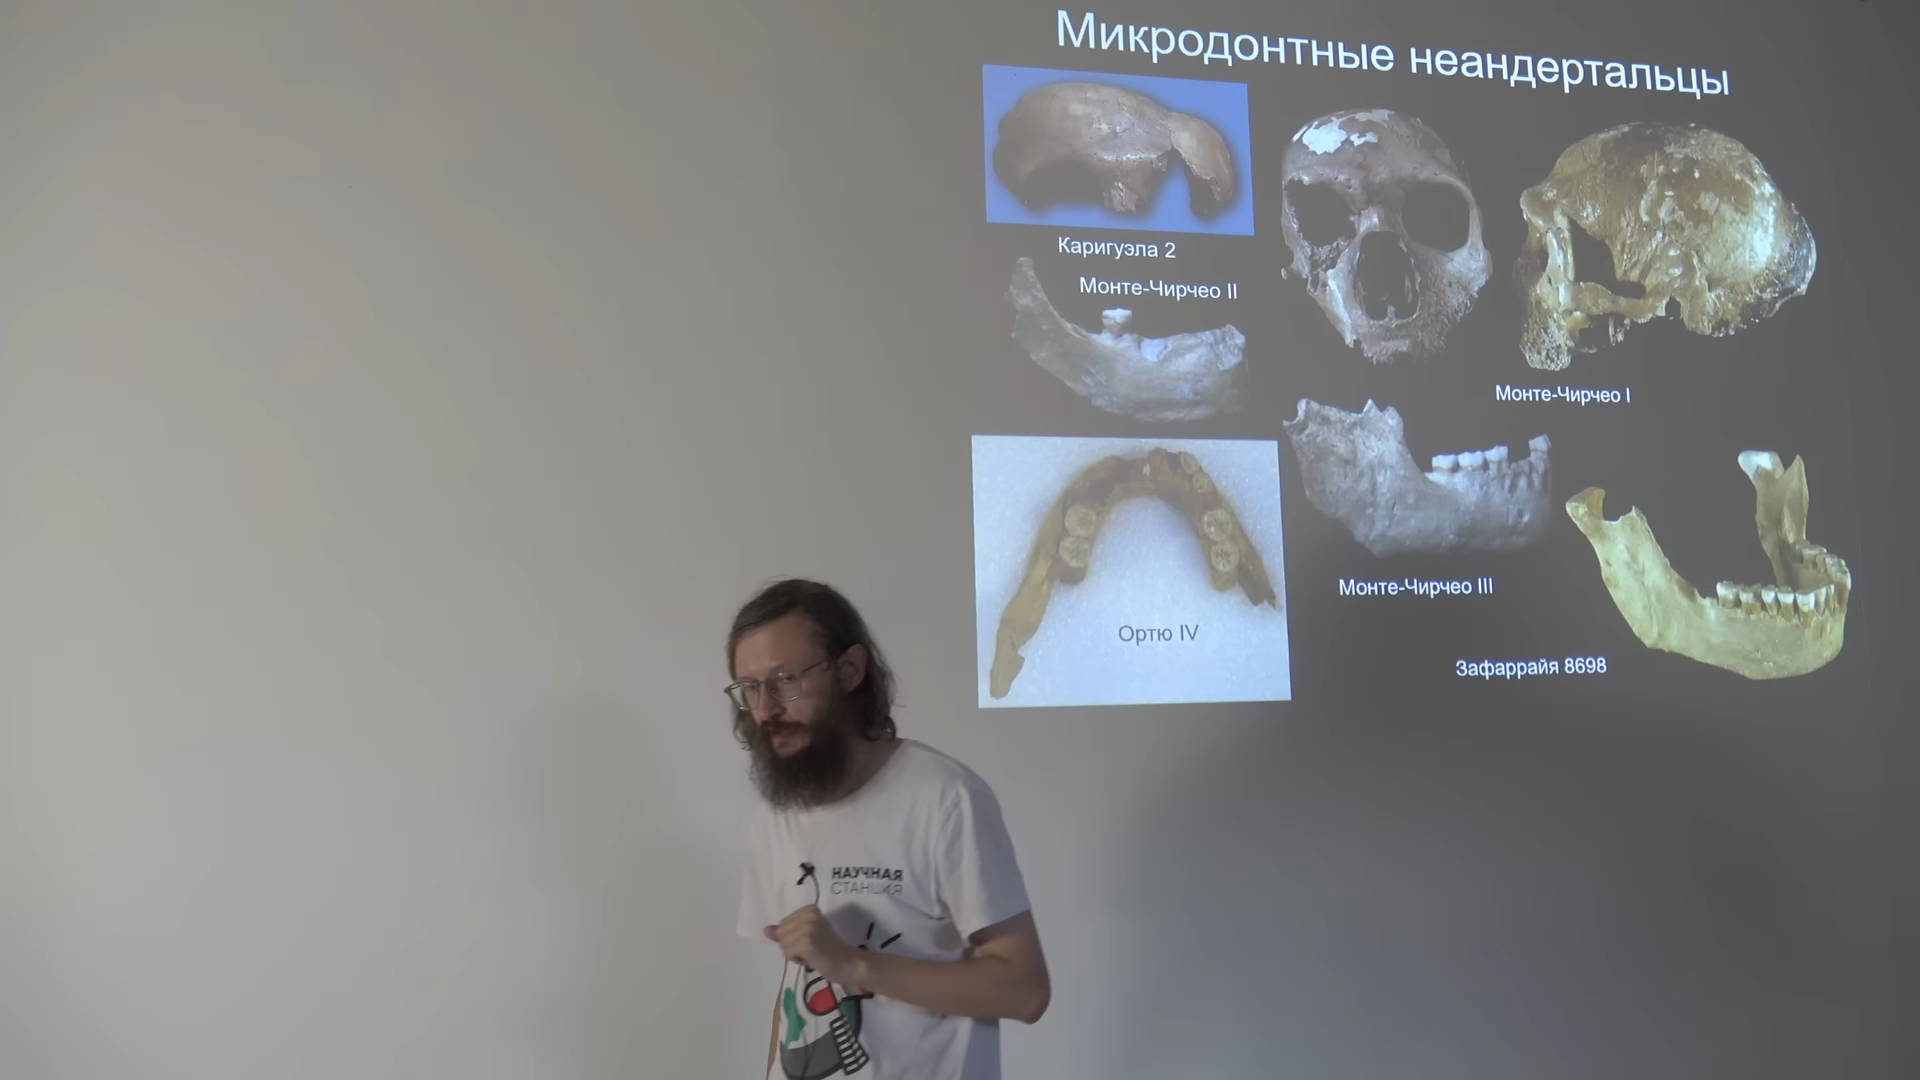 Микродонтные неандертальцы
Каригуэла 2
Монте-Чирчео II
Монте-Чирчео I
Монте-Чирчео III
Ортю IV
Зафаррайя 8698
НАУЧНАЯ
СТАНЦИЯ